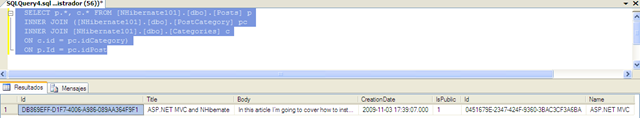 SQLQuery4.sql ...istrador (56))*
SELECT p.*, c.* FROM [NHibernate101].[dbo].[Posts] p
INNER JOIN ([NHibernate101].[dbo].[PostCategory] pc
INNER JOIN [NHibernate101].[dbo].[Categories] c
ON c.id = pc.idCategory)
ON p.Id = pc.idPost
Resultados Mensajes
Id Title Body CreationDate IsPublic Id Name
1 DB869EFF-D1F7-4006-A986-089AA364F9F1 ASP.NET MVC and NHibernate In this article I'm going to cover how to inst... 2009-11-03 17:39:07.000 1 0451679E-2347-424F-9360-3BAC3CF3A6BA ASP.NET MVC